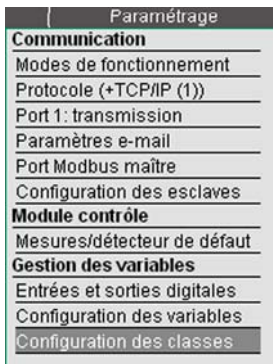 Paramétrage
Communication
Modes de fonctionnement
Protocole (+TCP/IP (1))
Port 1: transmission
Paramètres e-mail
Port Modbus maître
Configuration des esclaves
Module contrôle
Mesures/détecteur de défaut
Gestion des variables
Entrées et sorties digitales
Configuration des variables
Configuration des classes